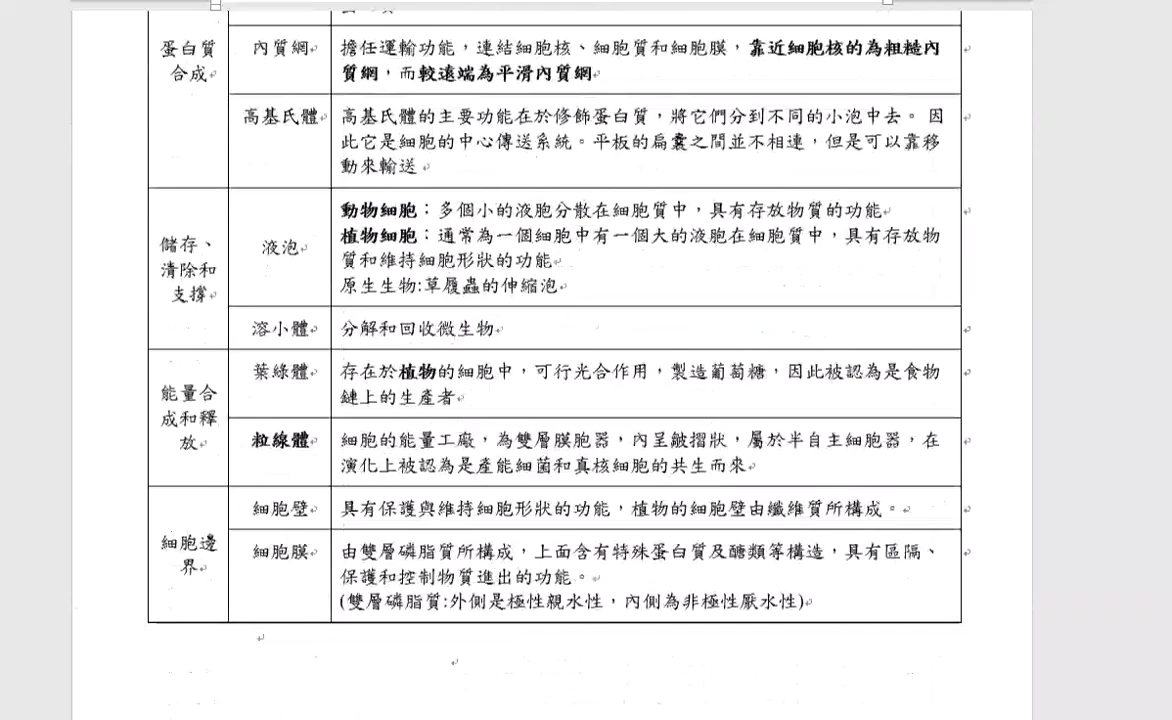 蛋白質
合成
內質網
擔任運輸功能，連結細胞核、細胞質和細胞膜，靠近細胞核的為粗糙內
質網，而較遠端為平滑內質網
高基氏體
高基氏體的主要功能在於修飾蛋白質，將它們分到不同的小泡中去。因
此它是細胞的中心傳送系統。平板的扁囊之間並不相連，但是可以靠移
動來輸送
儲存、
清除和
支撐
液泡
動物細胞：多個小的液胞分散在細胞質中，具有存放物質的功能
植物細胞：通常為一個細胞中有一個大的液胞在細胞質中，具有存放物
質和維持細胞形狀的功能
原生生物:草履蟲的伸縮泡
溶小體
分解和回收微生物
能量合
成和釋
放
葉綠體
存在於植物的細胞中，可行光合作用，製造葡萄糖，因此被認為是食物
鏈上的生產者
粒線體
細胞的能量工廠，為雙層膜胞器，內呈皺摺狀，屬於半自主細胞器，在
演化上被認為是產能細菌和真核細胞的共生而來
細胞邊
界
細胞壁
具有保護與維持細胞形狀的功能，植物的細胞壁由纖維質所構成。
細胞膜
由雙層磷脂質所構成，上面含有特殊蛋白質及醣類等構造，具有區隔、
保護和控制物質進出的功能。
(雙層磷脂質:外側是極性親水性，內側為非極性厭水性)